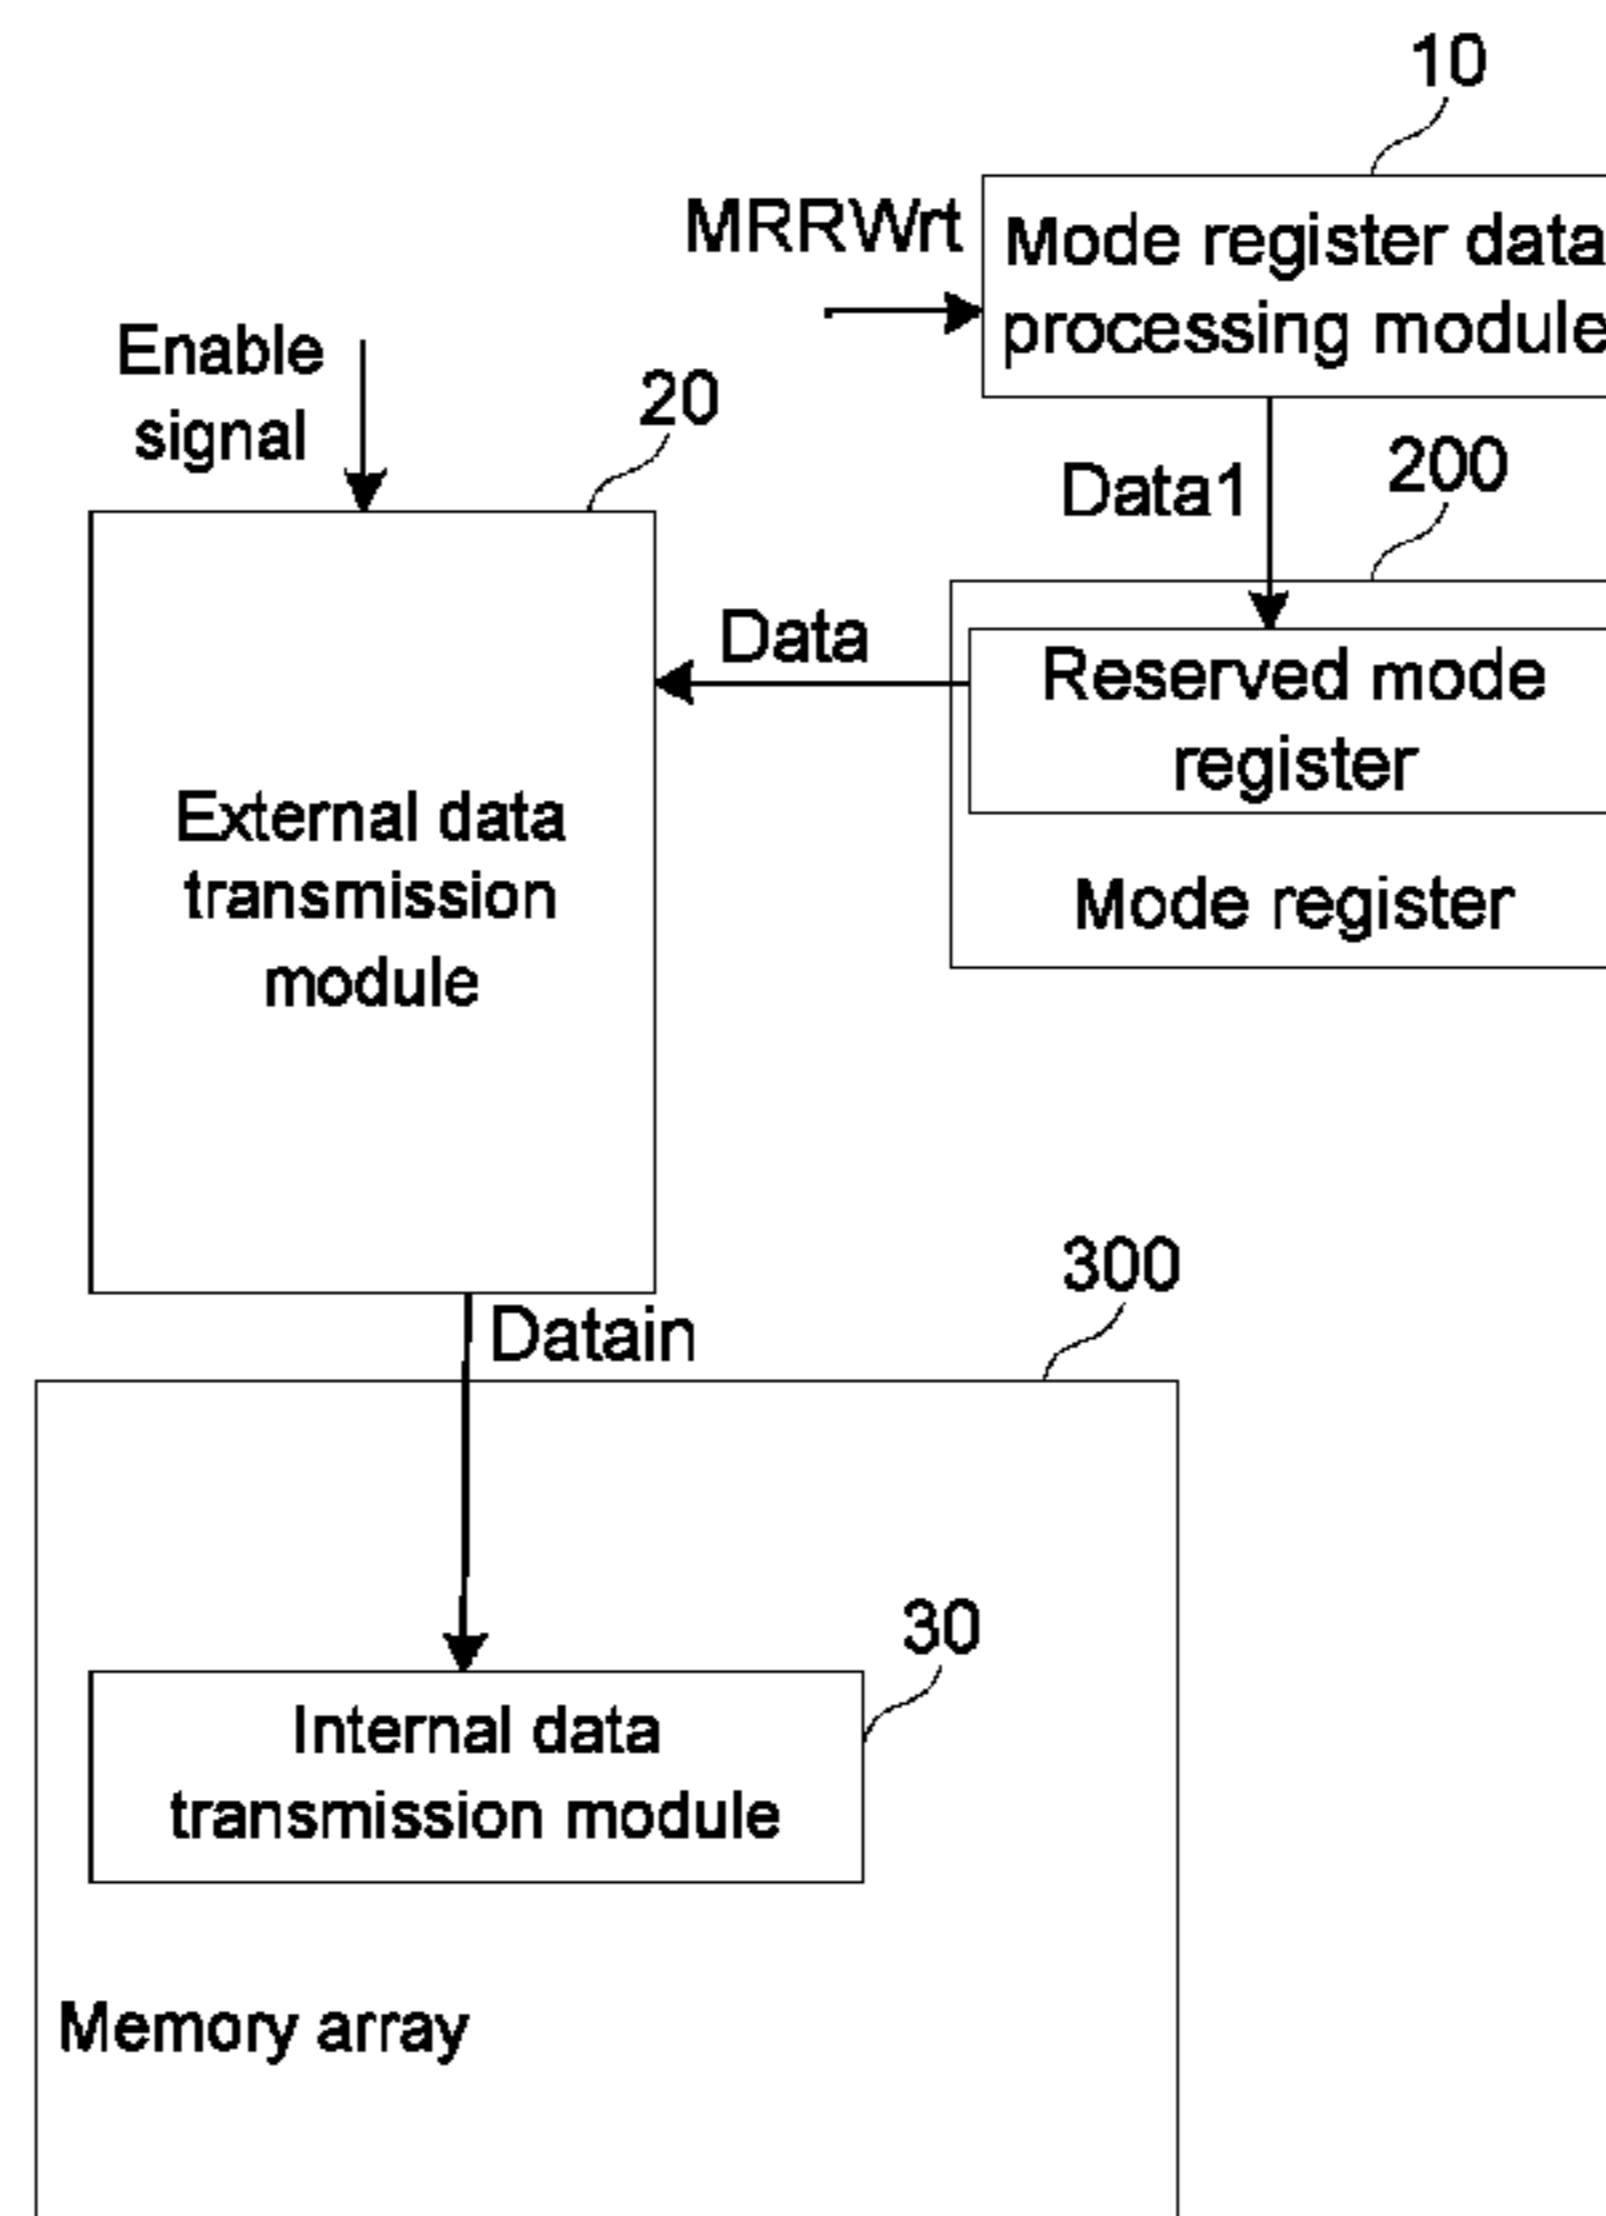 10
MRRWrt
Mode register data
processing module
Enable
signal
20
Data1
200
Data
Reserved mode
register
Mode register
External data
transmission
module
300
Datain
30
Internal data
transmission module
Memory array